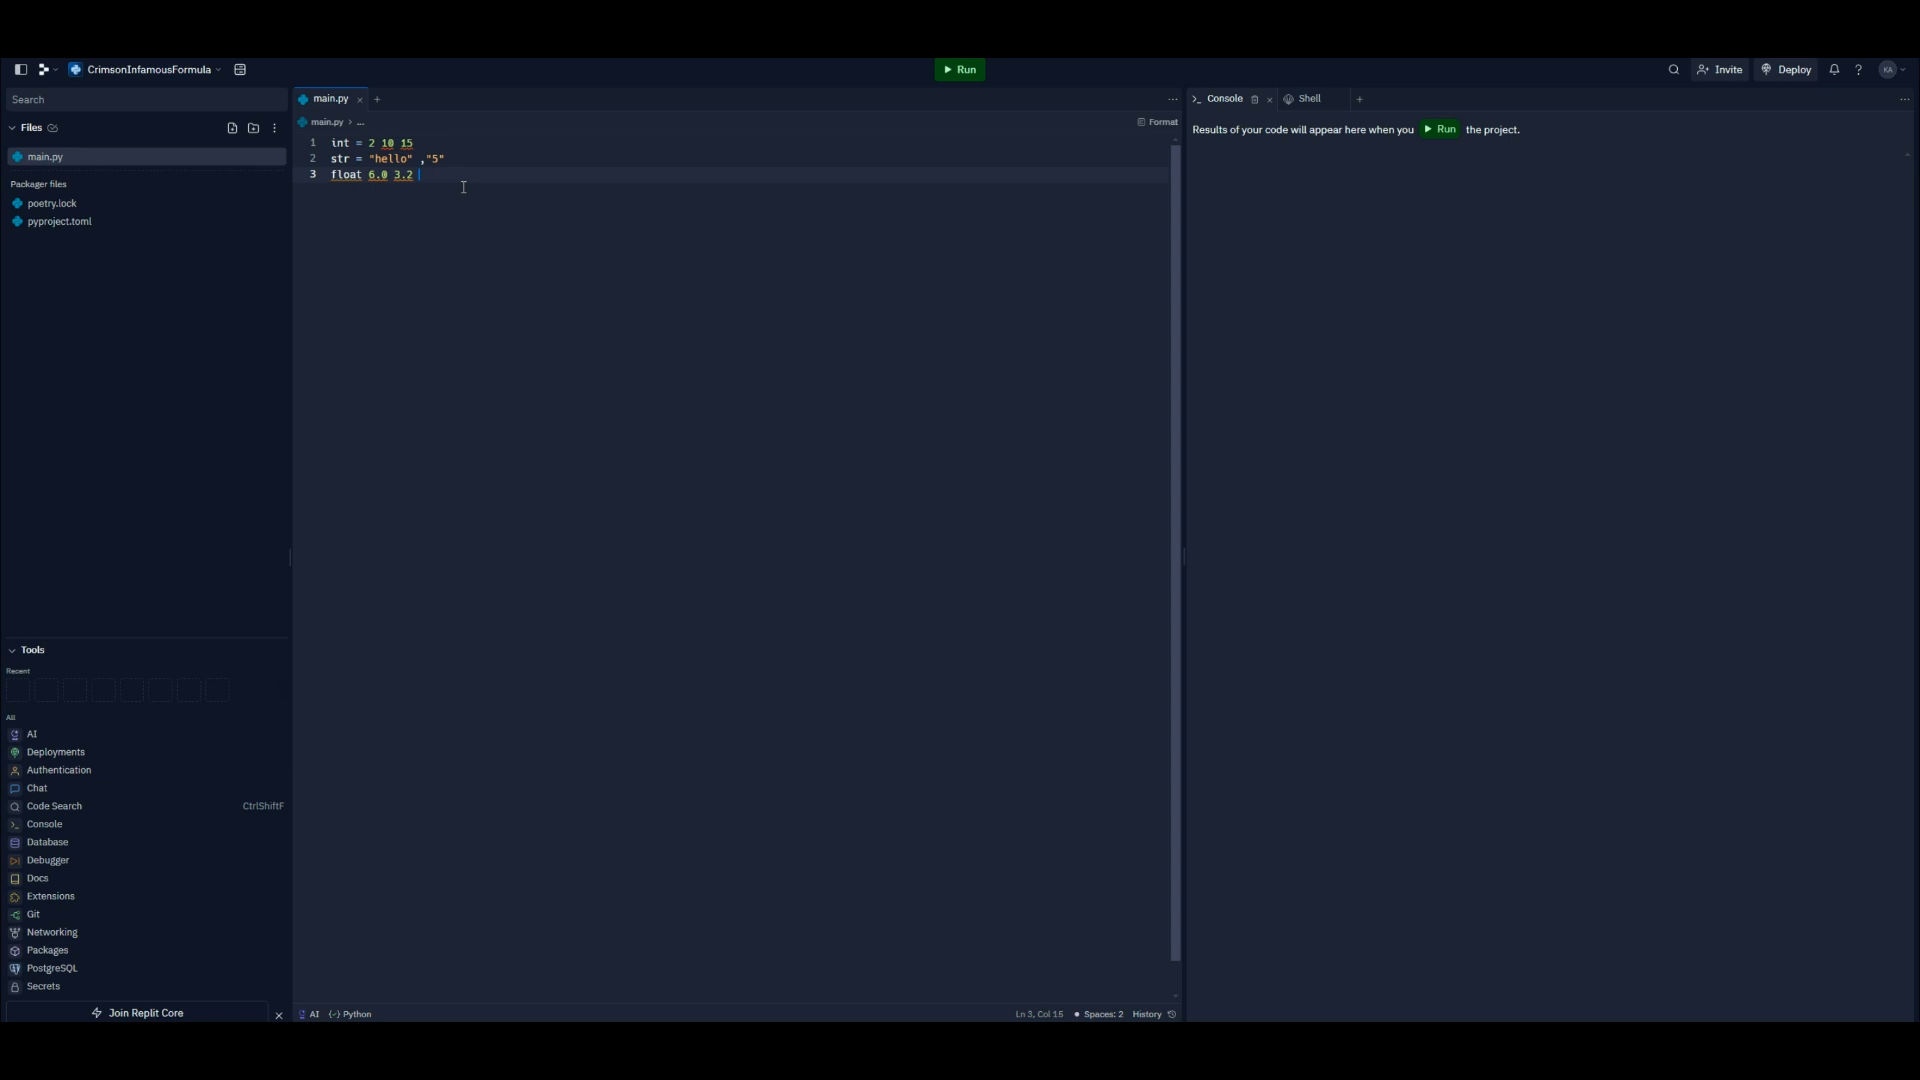 CrimsonInfamousFormula
Run
Invite
Deploy
?
KA
Search
Files
main.py
Packager files
poetry.lock
pyproject.toml
main.py
main.py > ...
Format
1 int = 2 10 15
2 str = "hello" ,"5"
3 float 6.0 3.2
Console
Shell
Results of your code will appear here when you Run the project.
Tools
Recent
All
AI
Deployments
Authentication
Chat
Code Search CtrlShiftF
Console
Database
Debugger
Docs
Extensions
Git
Networking
Packages
PostgreSQL
Secrets
Join Replit Core
AI Python
Ln 3, Col 15 Spaces: 2 History